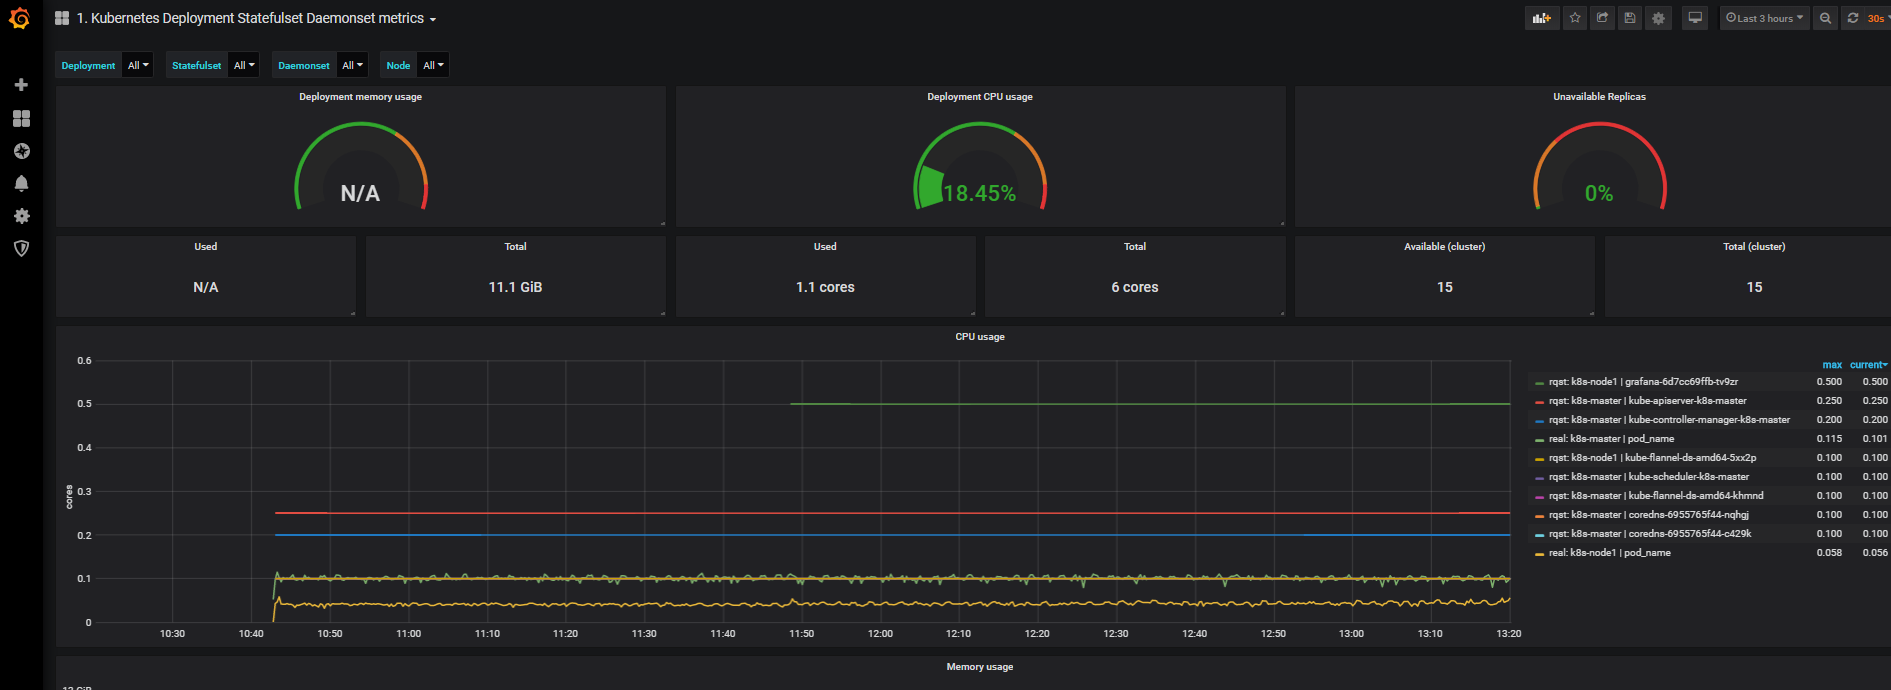 1. Kubernetes Deployment Statefulset Daemonset metrics
Last 3 hours
30s
Deployment All Statefulset All Daemonset All Node All
Deployment memory usage
N/A
Deployment CPU usage
18.45%
Unavailable Replicas
0%
Used
N/A
Total
11.1 GiB
Used
1.1 cores
Total
6 cores
Available (cluster)
15
Total (cluster)
15
CPU usage
cores
0.6
0.5
0.4
0.3
0.2
0.1
0
10:30 10:40 10:50 11:00 11:10 11:20 11:30 11:40 11:50 12:00 12:10 12:20 12:30 12:40 12:50 13:00 13:10 13:20
max current
rqst: k8s-node1 | grafana-6d7cc69ffb-tv9zr 0.500 0.500
rqst: k8s-master | kube-apiserver-k8s-master 0.250 0.250
rqst: k8s-master | kube-controller-manager-k8s-master 0.200 0.200
real: k8s-master | pod_name 0.115 0.101
rqst: k8s-node1 | kube-flannel-ds-amd64-5xx2p 0.100 0.100
rqst: k8s-master | kube-scheduler-k8s-master 0.100 0.100
rqst: k8s-master | kube-flannel-ds-amd64-khmnd 0.100 0.100
rqst: k8s-master | coredns-6955765f44-nqhgj 0.100 0.100
rqst: k8s-master | coredns-6955765f44-c429k 0.100 0.100
real: k8s-node1 | pod_name 0.058 0.056
Memory usage